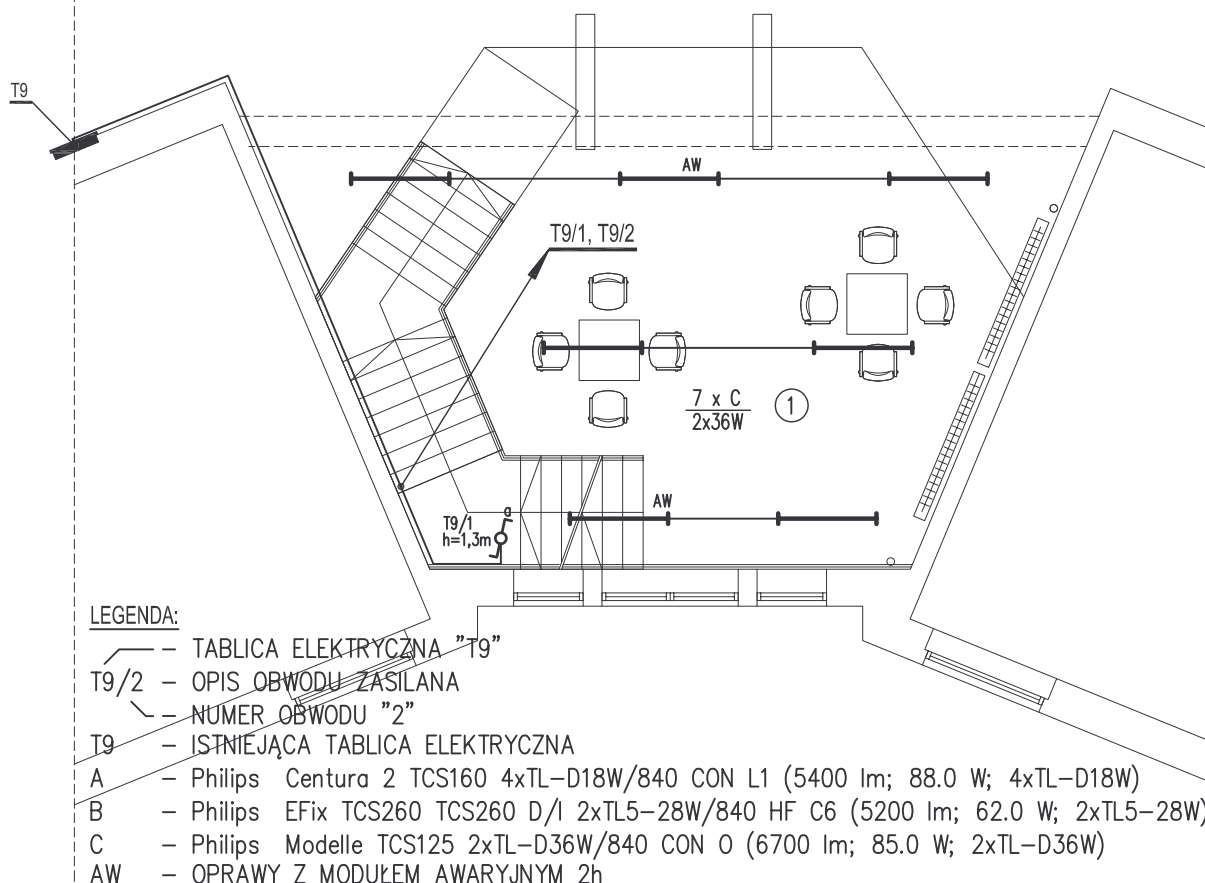 T9
AW
T9/1, T9/2
7 x C
2x36W
1
AW
a
T9/1
h=1,3m
LEGENDA:
– TABLICA ELEKTRYCZNA "T9"
T9/2 – OPIS OBWODU ZASILANA
– NUMER OBWODU "2"
T9 – ISTNIEJĄCA TABLICA ELEKTRYCZNA
A – Philips Centura 2 TCS160 4xTL–D18W/840 CON L1 (5400 lm; 88.0 W; 4xTL–D18W)
B – Philips EFix TCS260 TCS260 D/I 2xTL5–28W/840 HF C6 (5200 lm; 62.0 W; 2xTL5–28W)
C – Philips Modelle TCS125 2xTL–D36W/840 CON O (6700 lm; 85.0 W; 2xTL–D36W)
AW – OPRAWY Z MODUŁEM AWARYJNYM 2h